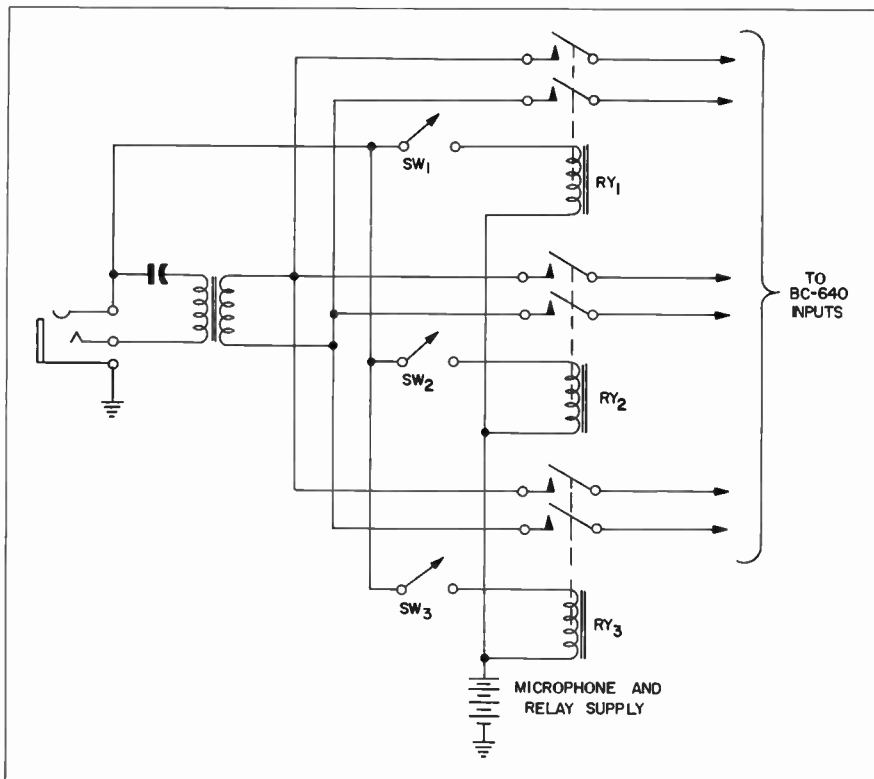 SW1
RY1
TO
BC-640
INPUTS
SW2
RY2
SW3
RY3
MICROPHONE AND
RELAY SUPPLY